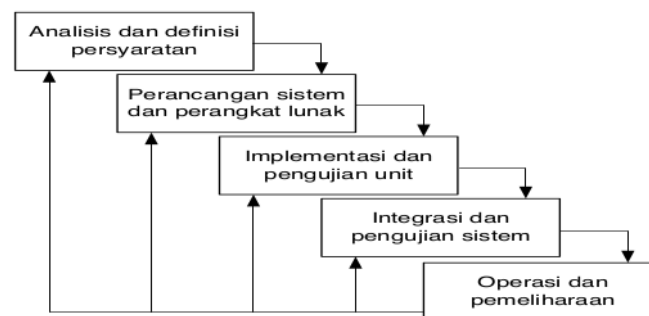 Analisis dan definisi
persyaratan
Perancangan sistem
dan perangkat lunak
Implementasi dan
pengujian unit
Integrasi dan
pengujian sistem
Operasi dan
pemeliharaan